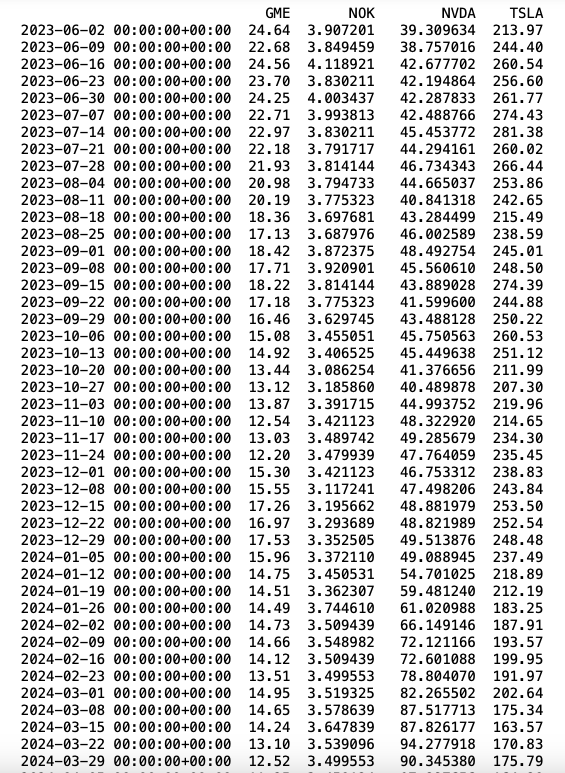 GME NOK NVDA TSLA
2023-06-02 00:00:00+00:00 24.64 3.907201 39.309634 213.97
2023-06-09 00:00:00+00:00 22.68 3.849459 38.757016 244.40
2023-06-16 00:00:00+00:00 24.56 4.118921 42.677702 260.54
2023-06-23 00:00:00+00:00 23.70 3.830211 42.194864 256.60
2023-06-30 00:00:00+00:00 24.25 4.003437 42.287833 261.77
2023-07-07 00:00:00+00:00 22.71 3.993813 42.488766 274.43
2023-07-14 00:00:00+00:00 22.97 3.830211 45.453772 281.38
2023-07-21 00:00:00+00:00 22.18 3.791717 44.294161 260.02
2023-07-28 00:00:00+00:00 21.93 3.814144 46.734343 266.44
2023-08-04 00:00:00+00:00 20.98 3.794733 44.665037 253.86
2023-08-11 00:00:00+00:00 20.19 3.775323 40.841318 242.65
2023-08-18 00:00:00+00:00 18.36 3.697681 43.284499 215.49
2023-08-25 00:00:00+00:00 17.13 3.687976 46.002589 238.59
2023-09-01 00:00:00+00:00 18.42 3.872375 48.492754 245.01
2023-09-08 00:00:00+00:00 17.71 3.920901 45.560610 248.50
2023-09-15 00:00:00+00:00 18.22 3.814144 43.889028 274.39
2023-09-22 00:00:00+00:00 17.18 3.775323 41.599600 244.88
2023-09-29 00:00:00+00:00 16.46 3.629745 43.488128 250.22
2023-10-06 00:00:00+00:00 15.08 3.455051 45.750563 260.53
2023-10-13 00:00:00+00:00 14.92 3.406525 45.449638 251.12
2023-10-20 00:00:00+00:00 13.44 3.086254 41.376656 211.99
2023-10-27 00:00:00+00:00 13.12 3.185860 40.489878 207.30
2023-11-03 00:00:00+00:00 13.87 3.391715 44.993752 219.96
2023-11-10 00:00:00+00:00 12.54 3.421123 48.322920 214.65
2023-11-17 00:00:00+00:00 13.03 3.489742 49.285679 234.30
2023-11-24 00:00:00+00:00 12.20 3.479939 47.764059 235.45
2023-12-01 00:00:00+00:00 15.30 3.421123 46.753312 238.83
2023-12-08 00:00:00+00:00 15.55 3.117241 47.498206 243.84
2023-12-15 00:00:00+00:00 17.26 3.195662 48.881979 253.50
2023-12-22 00:00:00+00:00 16.97 3.293689 48.821989 252.54
2023-12-29 00:00:00+00:00 17.53 3.352505 49.513876 248.48
2024-01-05 00:00:00+00:00 15.96 3.372110 49.088945 237.49
2024-01-12 00:00:00+00:00 14.75 3.450531 54.701025 218.89
2024-01-19 00:00:00+00:00 14.51 3.362307 59.481240 212.19
2024-01-26 00:00:00+00:00 14.49 3.744610 61.020988 183.25
2024-02-02 00:00:00+00:00 14.73 3.509439 66.149146 187.91
2024-02-09 00:00:00+00:00 14.66 3.548982 72.121166 193.57
2024-02-16 00:00:00+00:00 14.12 3.509439 72.601088 199.95
2024-02-23 00:00:00+00:00 13.51 3.499553 78.804070 191.97
2024-03-01 00:00:00+00:00 14.95 3.519325 82.265502 202.64
2024-03-08 00:00:00+00:00 14.65 3.578639 87.517713 175.34
2024-03-15 00:00:00+00:00 14.24 3.647839 87.826177 163.57
2024-03-22 00:00:00+00:00 13.10 3.539096 94.277918 170.83
2024-03-29 00:00:00+00:00 12.52 3.499553 90.345380 175.79